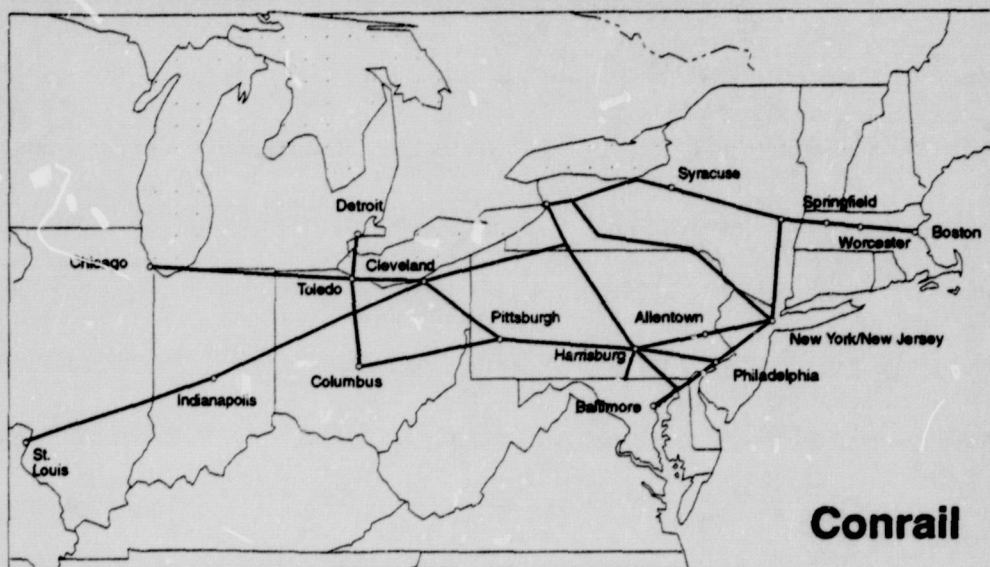 Syracuse
Springfield
Detroit
Boston
Worcester
Chicago
Cleveland
Toledo
Pittsburgh
Allentown
New York/New Jersey
Harrisburg
Columbus
Philadelphia
Indianapolis
Baltimore
St.
Louis
Conrail